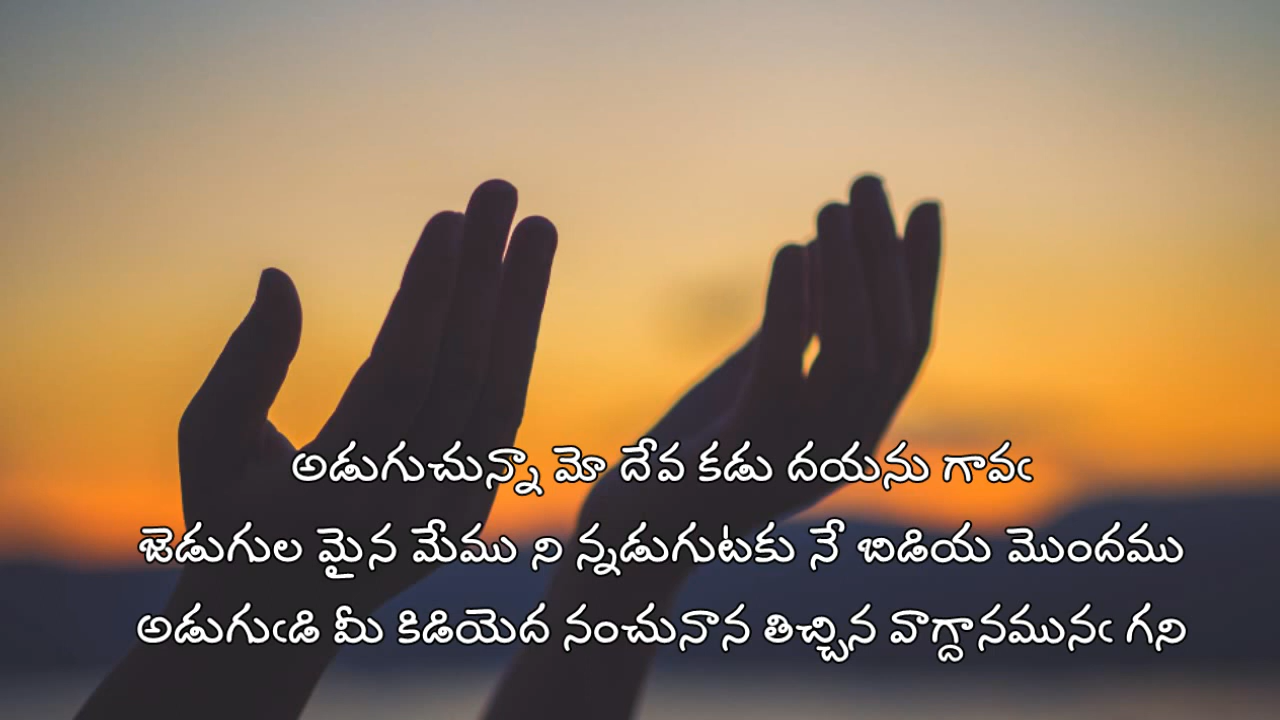 అడుగుచున్నా మో దేవ కడు దయను గావఁ
జెడుగుల మైన మేము ని న్నడుగుటకు నే బిడియ మొందము
అడుగుఁడి మీ కిడియెద నంచునాన తిచ్చిన వాగ్దానమునఁ గని